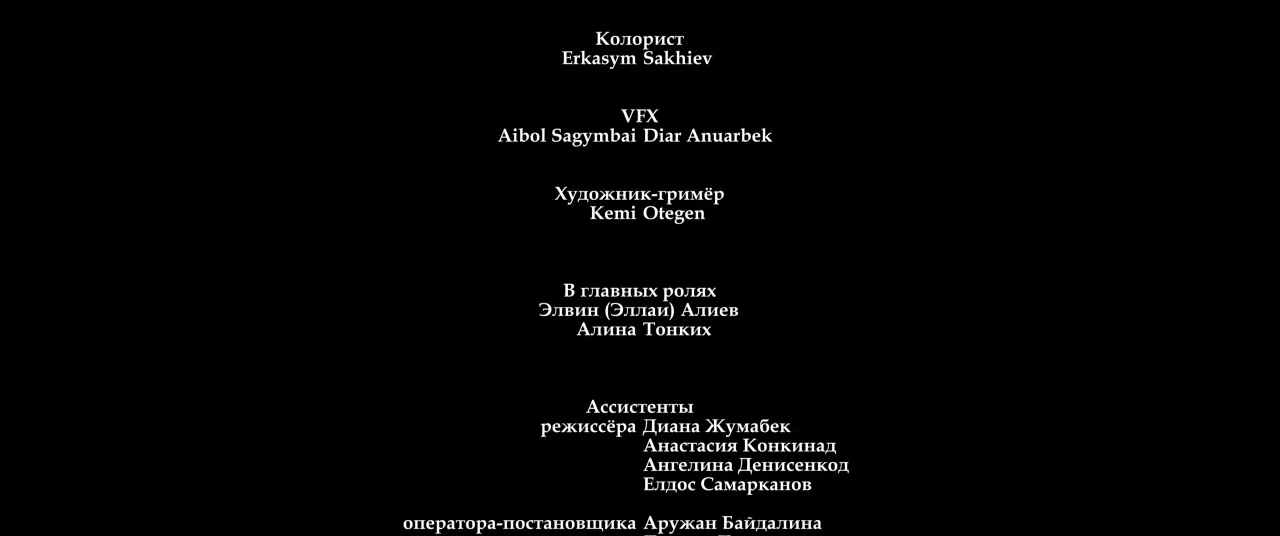 Колорист
Erkasym Sakhiev
VFX
Aibol Sagymbai Diar Anuarbek
Художник-гримёр
Kemi Otegen
В главных ролях
Элвин (Эллаи) Алиев
Алина Тонких
Ассистенты
режиссёра Диана Жумабек
Анастасия Конкинад
Ангелина Денисенкод
Елдос Самарканов
оператора-постановщика Аружан Байдалина